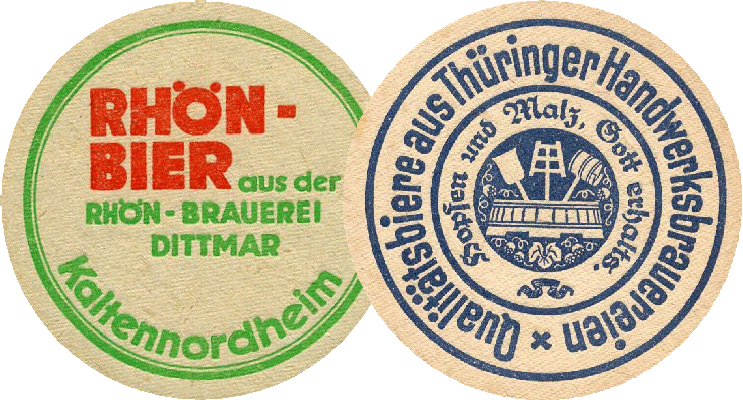 RHÖN-
BIER
aus der
RHÖN-BRAUEREI
DITTMAR
Kaltennordheim
Qualitätsbiere aus Thüringer Handwerksbrauereien ×
Hopfen und Malz, Gott erhalts.